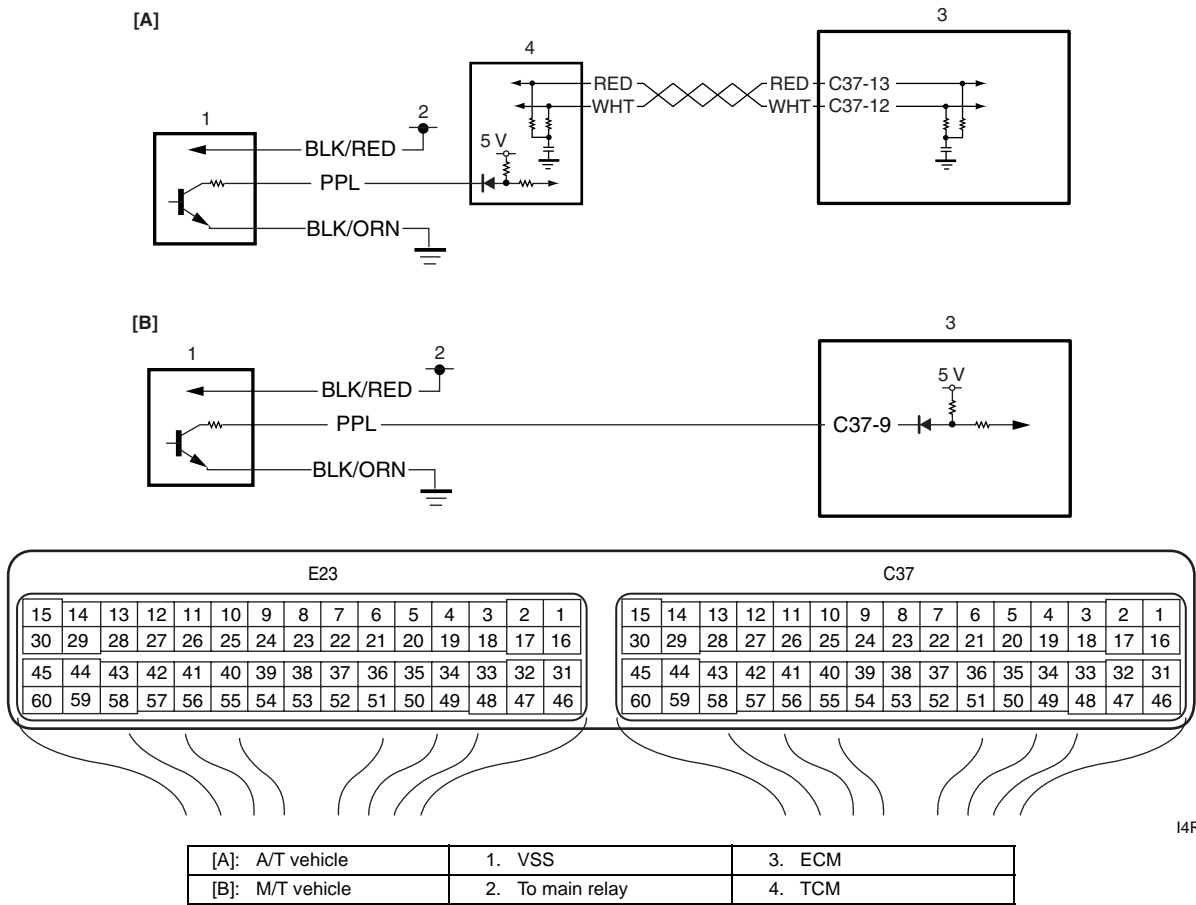 [A]
3
4
RED RED C37-13
WHT WHT C37-12
1
2
5 V
BLK/RED
PPL
BLK/ORN
[B]
3
1
2
5 V
BLK/RED
PPL C37-9
BLK/ORN
E23 C37
15 14 13 12 11 10 9 8 7 6 5 4 3 2 1 15 14 13 12 11 10 9 8 7 6 5 4 3 2 1
30 29 28 27 26 25 24 23 22 21 20 19 18 17 16 30 29 28 27 26 25 24 23 22 21 20 19 18 17 16
45 44 43 42 41 40 39 38 37 36 35 34 33 32 31 45 44 43 42 41 40 39 38 37 36 35 34 33 32 31
60 59 58 57 56 55 54 53 52 51 50 49 48 47 46 60 59 58 57 56 55 54 53 52 51 50 49 48 47 46
[A]: A/T vehicle 1. VSS 3. ECM
[B]: M/T vehicle 2. To main relay 4. TCM